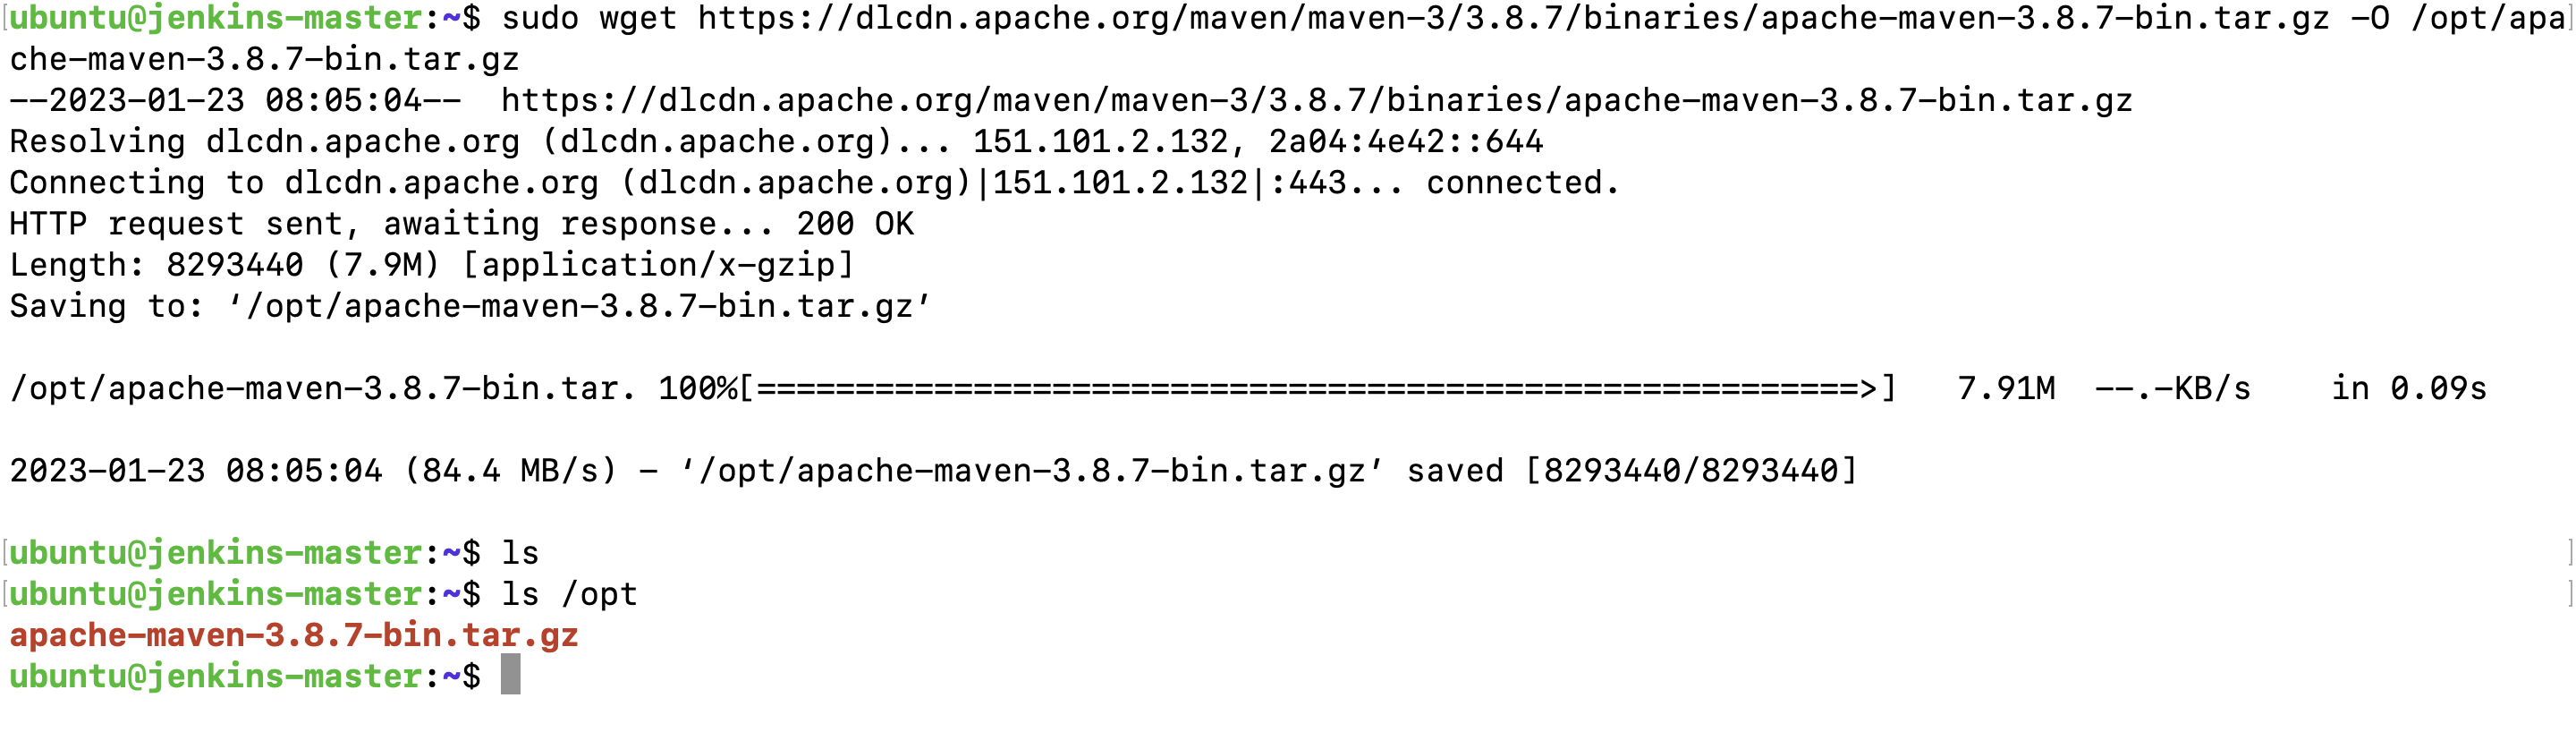 ubuntu@jenkins-master:~$ sudo wget https://dlcdn.apache.org/maven/maven-3/3.8.7/binaries/apache-maven-3.8.7-bin.tar.gz -O /opt/apa
che-maven-3.8.7-bin.tar.gz
--2023-01-23 08:05:04--  https://dlcdn.apache.org/maven/maven-3/3.8.7/binaries/apache-maven-3.8.7-bin.tar.gz
Resolving dlcdn.apache.org (dlcdn.apache.org)... 151.101.2.132, 2a04:4e42::644
Connecting to dlcdn.apache.org (dlcdn.apache.org)|151.101.2.132|:443... connected.
HTTP request sent, awaiting response... 200 OK
Length: 8293440 (7.9M) [application/x-gzip]
Saving to: ‘/opt/apache-maven-3.8.7-bin.tar.gz’
/opt/apache-maven-3.8.7-bin.tar. 100%[========================================================>]   7.91M  --.-KB/s    in 0.09s
2023-01-23 08:05:04 (84.4 MB/s) - ‘/opt/apache-maven-3.8.7-bin.tar.gz’ saved [8293440/8293440]
ubuntu@jenkins-master:~$ ls
ubuntu@jenkins-master:~$ ls /opt
apache-maven-3.8.7-bin.tar.gz
ubuntu@jenkins-master:~$